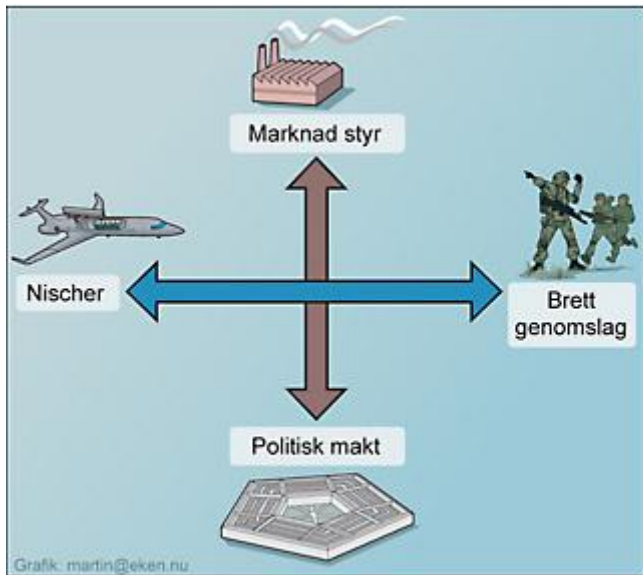 Marknad styr
Nischer
Brett
genomslag
Politisk makt
Grafik: martin@eken.nu